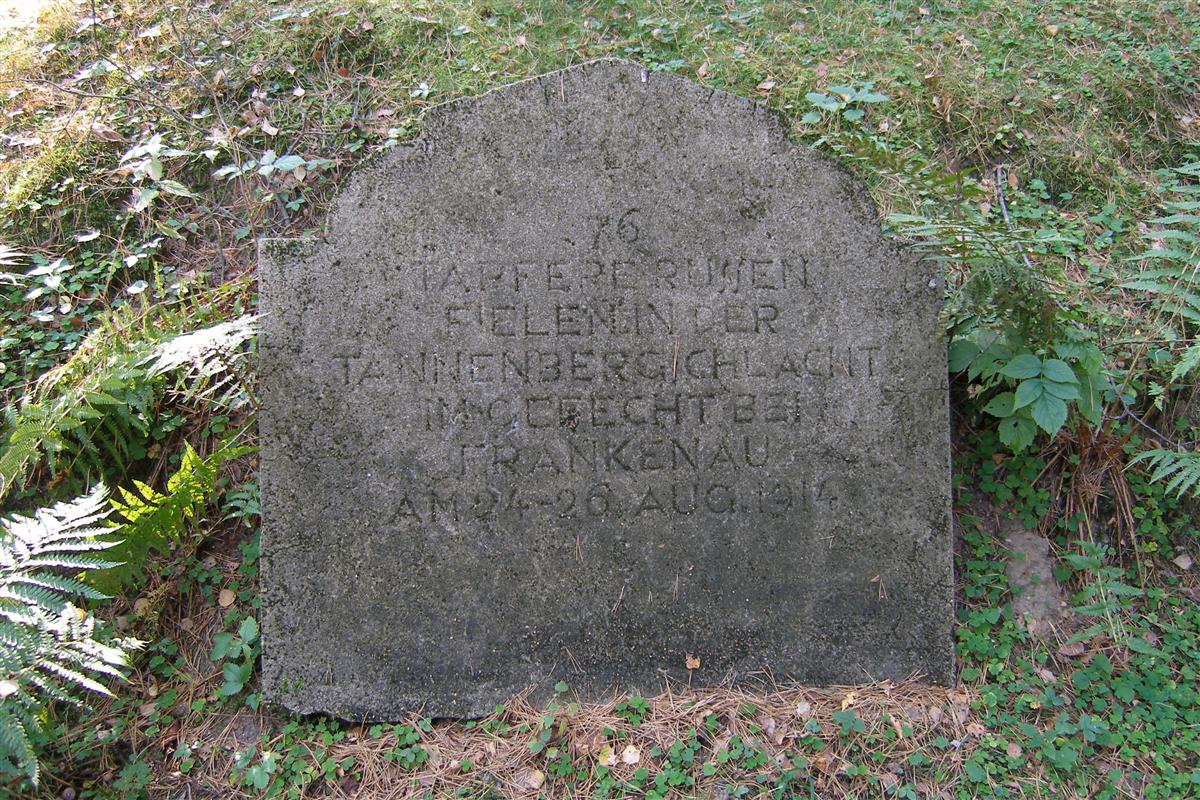 76
TAPFERE RUSSEN
FIELEN IN DER
TANNENBERGSCHLACHT
IM GEFECHT BEI
FRANKENAU
AM 24-26. AUG. 1914